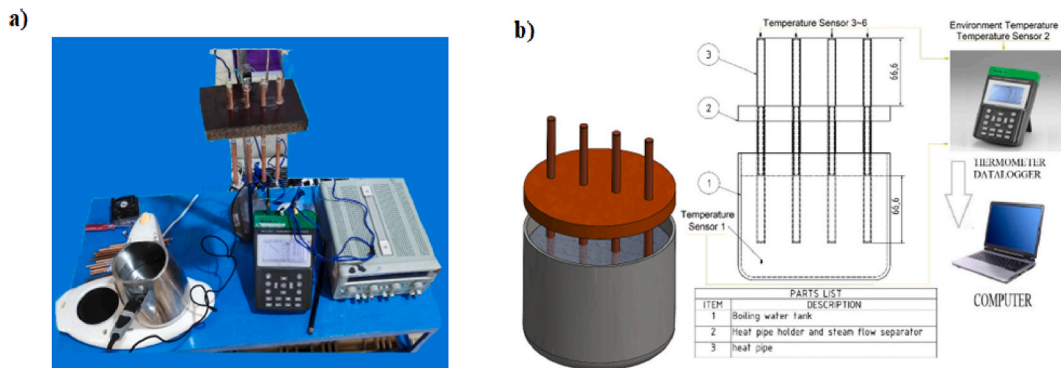 a)
b)
Temperature Sensor 3~6
Environment Temperature
Temperature Sensor 2
3
66,6
2
THERMOMETER
DATALOGGER
1
66,6
Temperature
Sensor 1
COMPUTER
PARTS LIST
ITEM DESCRIPTION
1 Boiling water tank
2 Heat pipe holder and steam flow separator
3 heat pipe